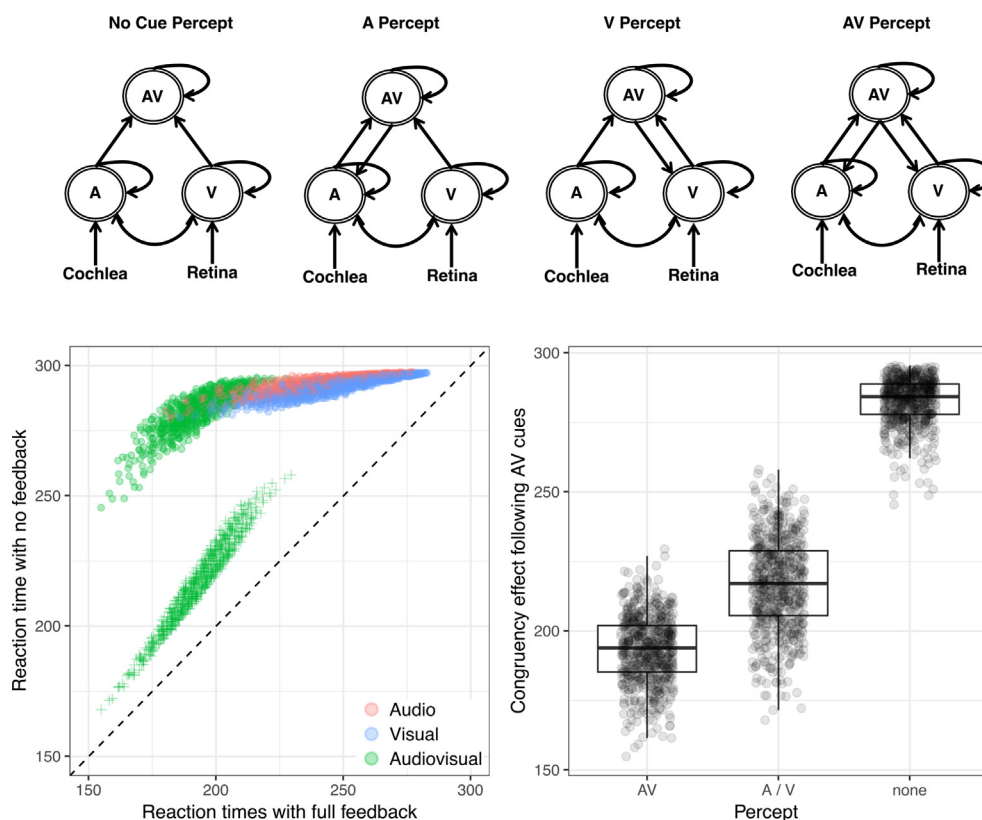 No Cue Percept
A Percept
V Percept
AV Percept
AV
AV
AV
AV
A
V
A
V
A
V
A
V
Cochlea
Retina
Cochlea
Retina
Cochlea
Retina
Cochlea
Retina
Reaction time with no feedback
300
250
200
150
Audio
Visual
Audiovisual
150
200
250
300
Reaction times with full feedback
Congruency effect following AV cues
300
250
200
150
AV
A / V
none
Percept